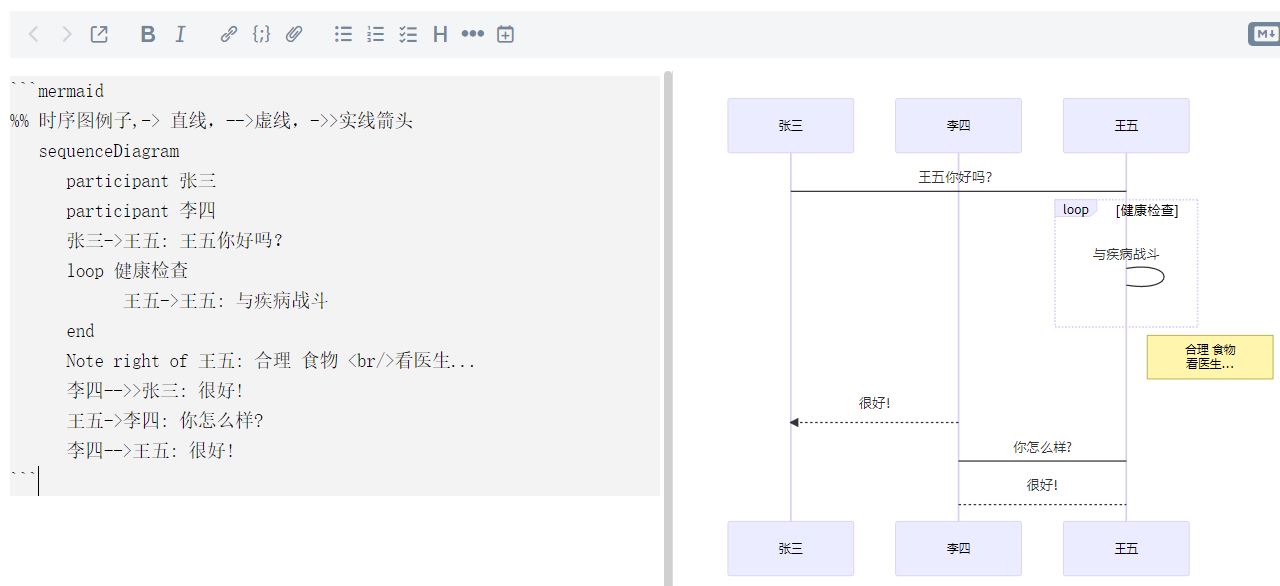 B I {;} H
M↓
```mermaid
%% 时序图例子,-> 直线，-->虚线，->>实线箭头
sequenceDiagram
participant 张三
participant 李四
张三->王五: 王五你好吗？
loop 健康检查
王五->王五: 与疾病战斗
end
Note right of 王五: 合理 食物 <br/>看医生...
李四-->>张三: 很好!
王五->李四: 你怎么样?
李四-->王五: 很好!
```
张三 李四 王五
王五你好吗？
loop [健康检查]
与疾病战斗
合理 食物
看医生...
很好!
你怎么样?
很好!
张三 李四 王五